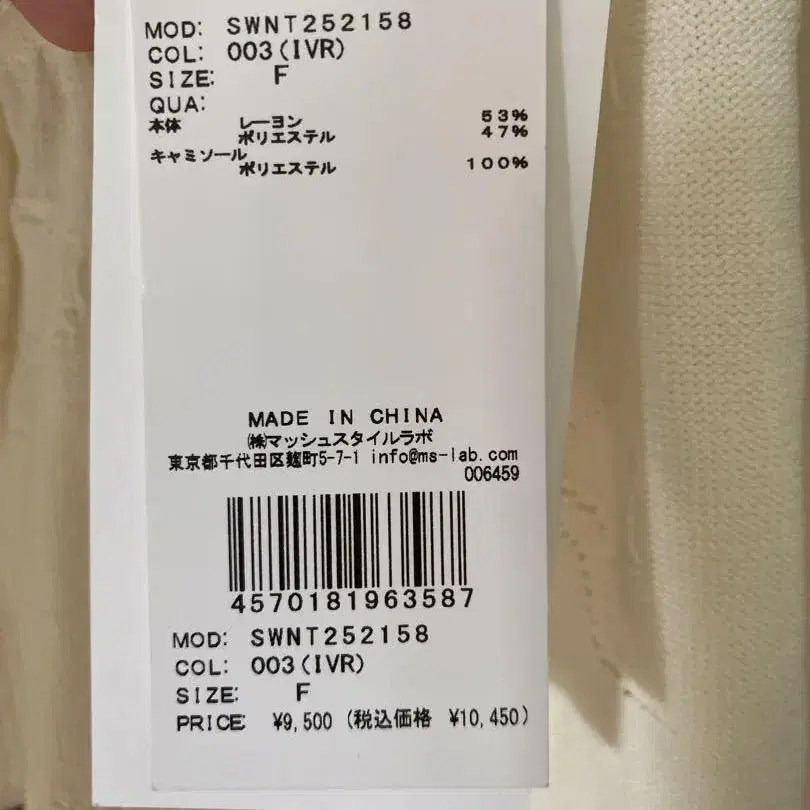 MOD: SWNT252158
COL: 003(IVR)
SIZE: F
QUA:
本体 レーヨン 53%
ポリエステル 47%
キャミソール
ポリエステル 100%
MADE IN CHINA
㈱マッシュスタイルラボ
東京都千代田区麹町5-7-1 info@ms-lab.com
006459
4570181963587
MOD: SWNT252158
COL: 003(IVR)
SIZE: F
PRICE: ¥9,500 (税込価格 ¥10,450)